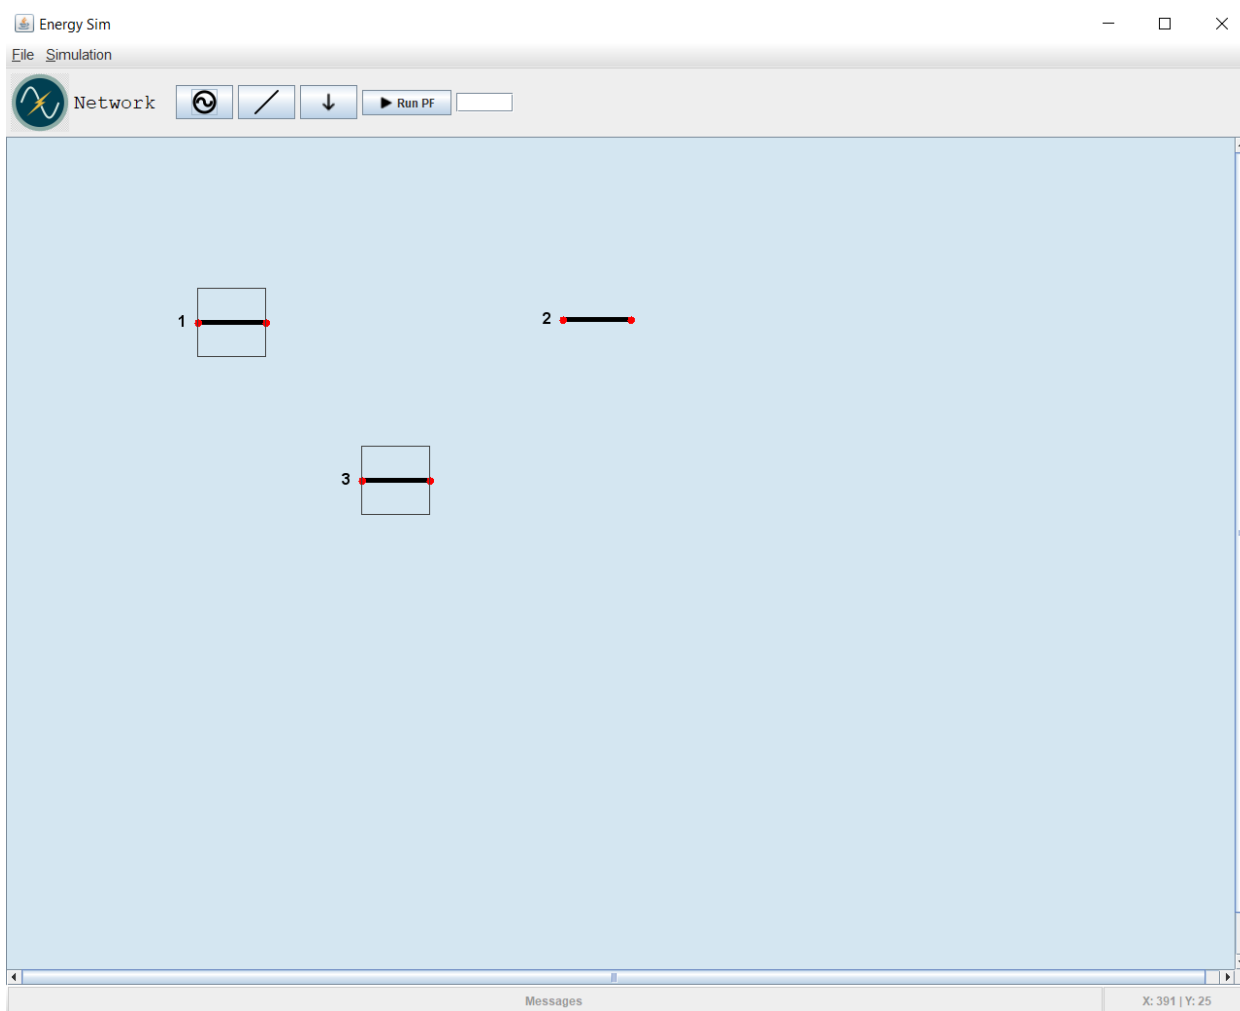 Energy Sim
File Simulation
Network
Run PF
1
2
3
Messages
X: 391 | Y: 25